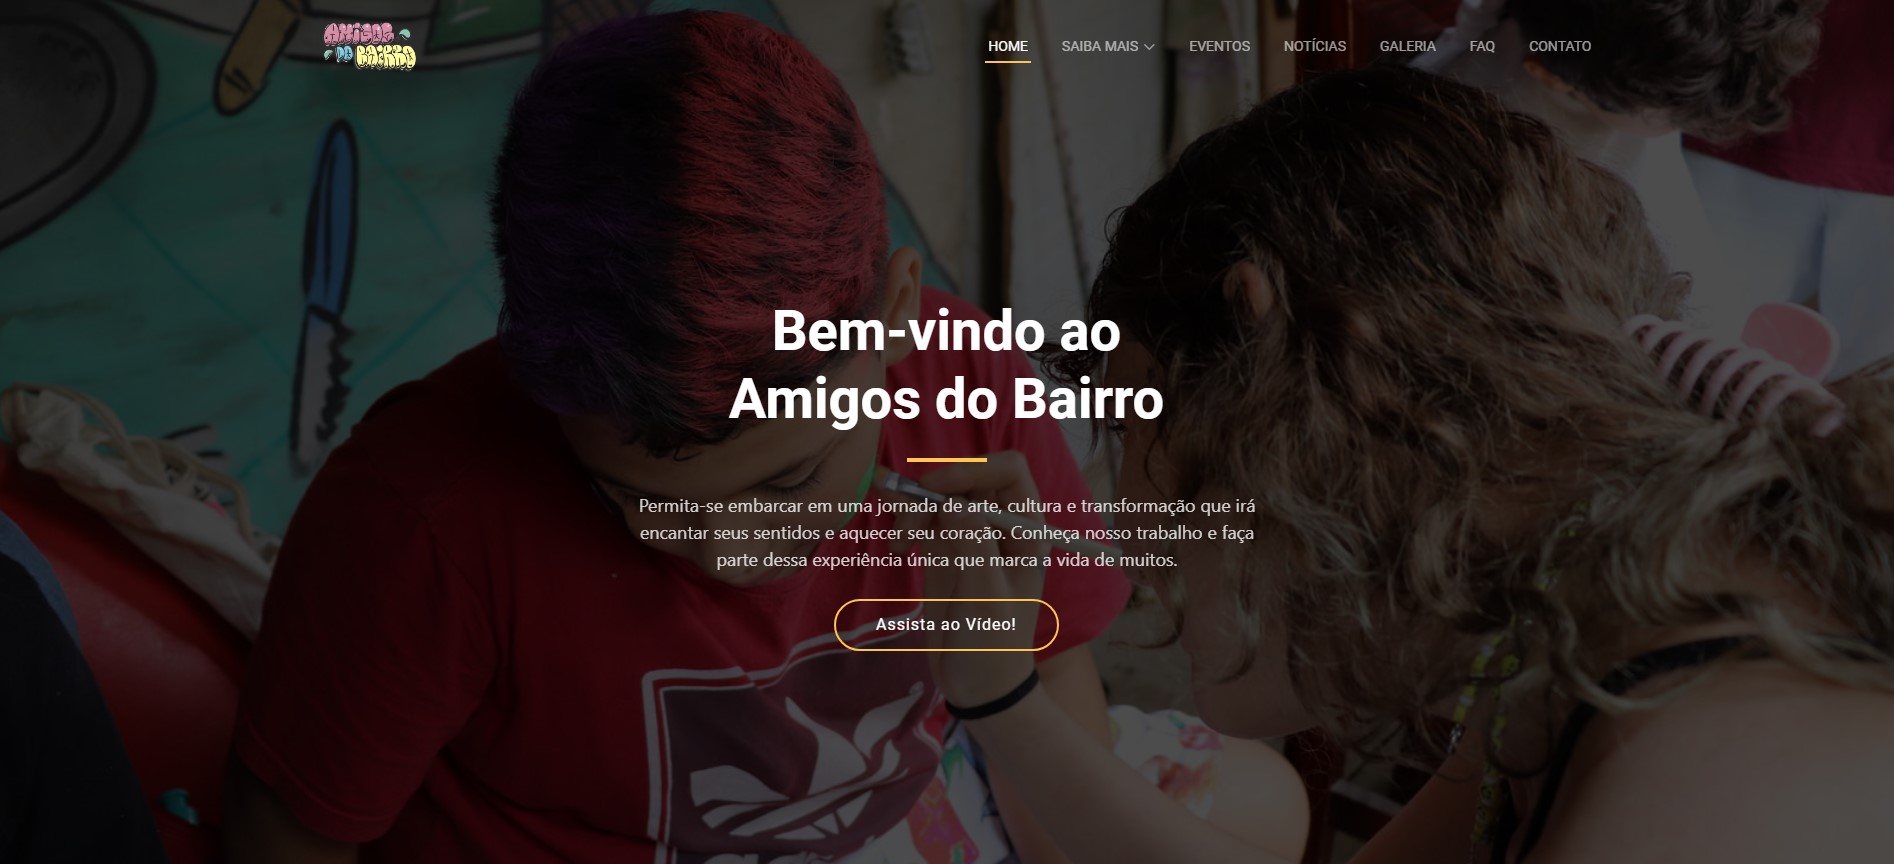 AMIGOS
DO BAIRRO
HOME SAIBA MAIS EVENTOS NOTÍCIAS GALERIA FAQ CONTATO
Bem-vindo ao
Amigos do Bairro
Permita-se embarcar em uma jornada de arte, cultura e transformação que irá
encantar seus sentidos e aquecer seu coração. Conheça nosso trabalho e faça
parte dessa experiência única que marca a vida de muitos.
Assista ao Vídeo!